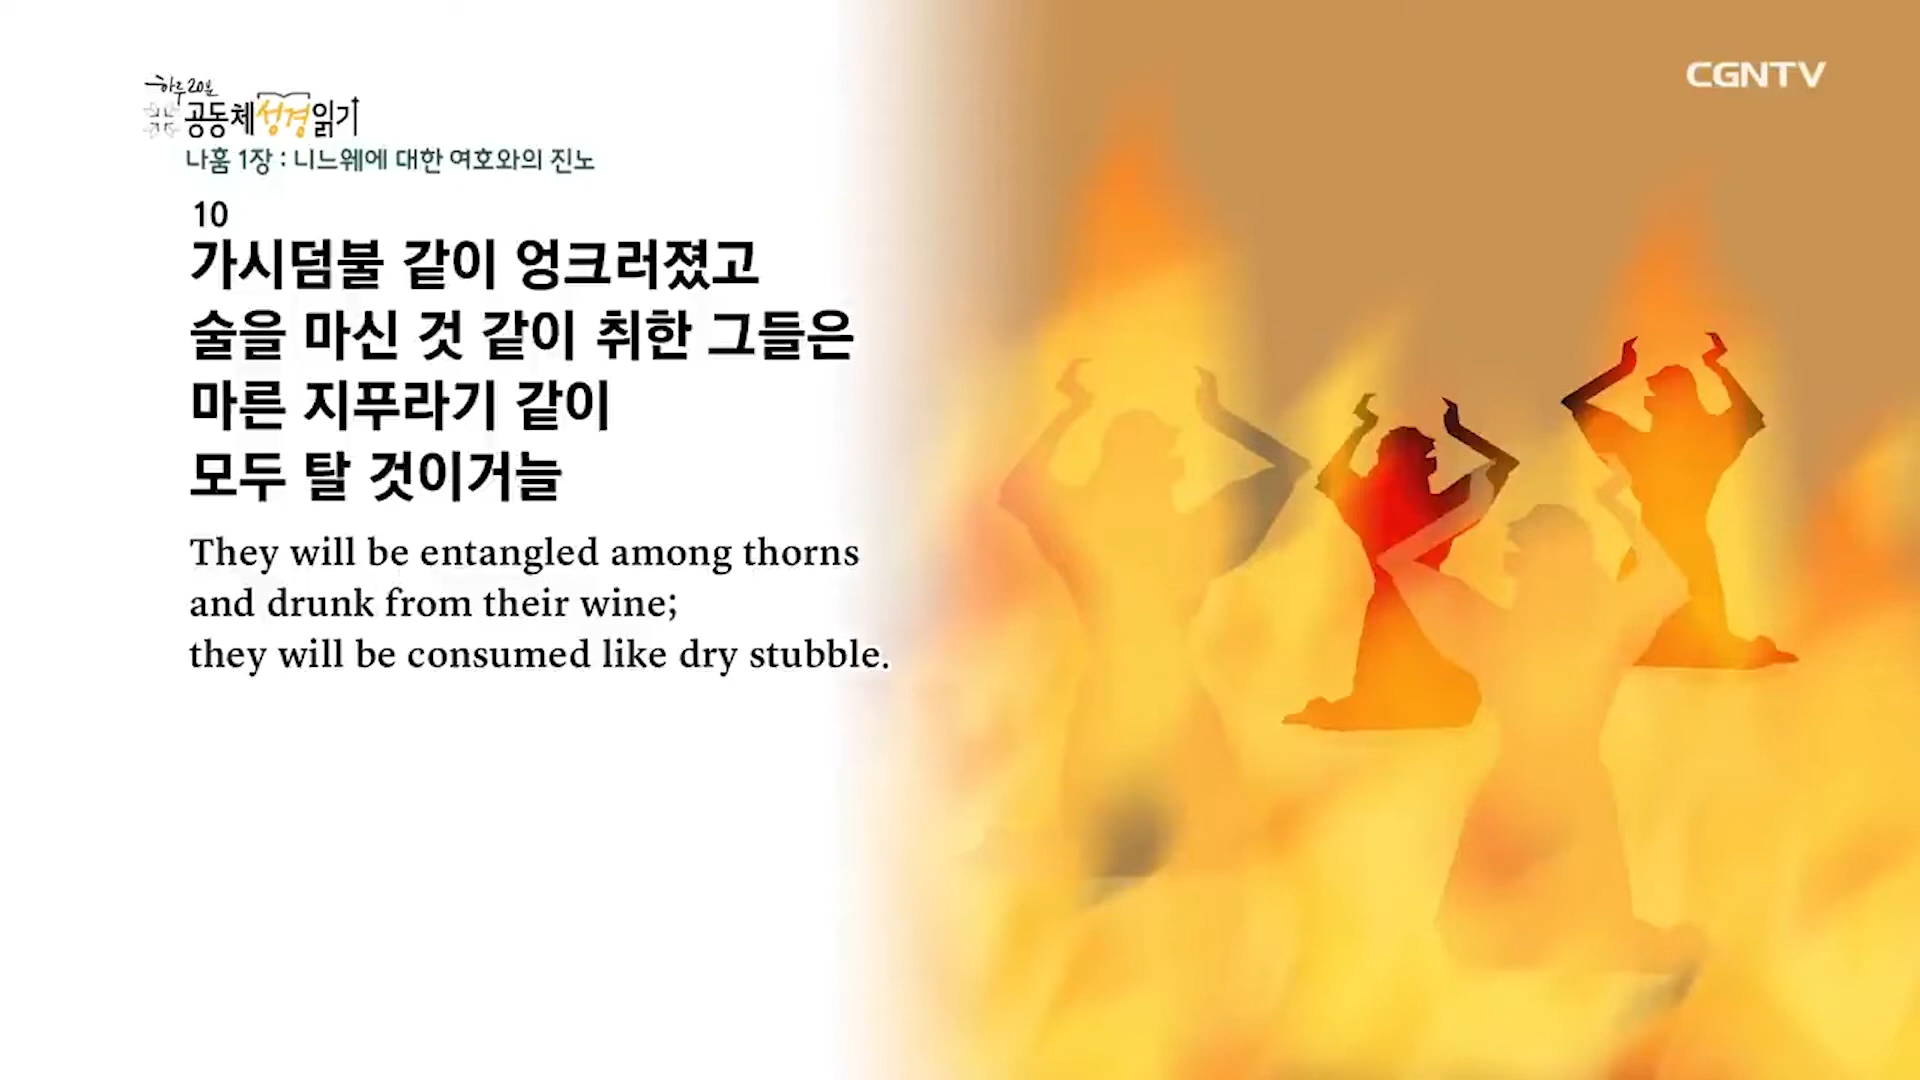 하루 20분
공동체성경읽기
CGNTV
나훔 1장 : 니느웨에 대한 여호와의 진노
10
가시덤불 같이 엉크러졌고
술을 마신 것 같이 취한 그들은
마른 지푸라기 같이
모두 탈 것이거늘
They will be entangled among thorns
and drunk from their wine;
they will be consumed like dry stubble.